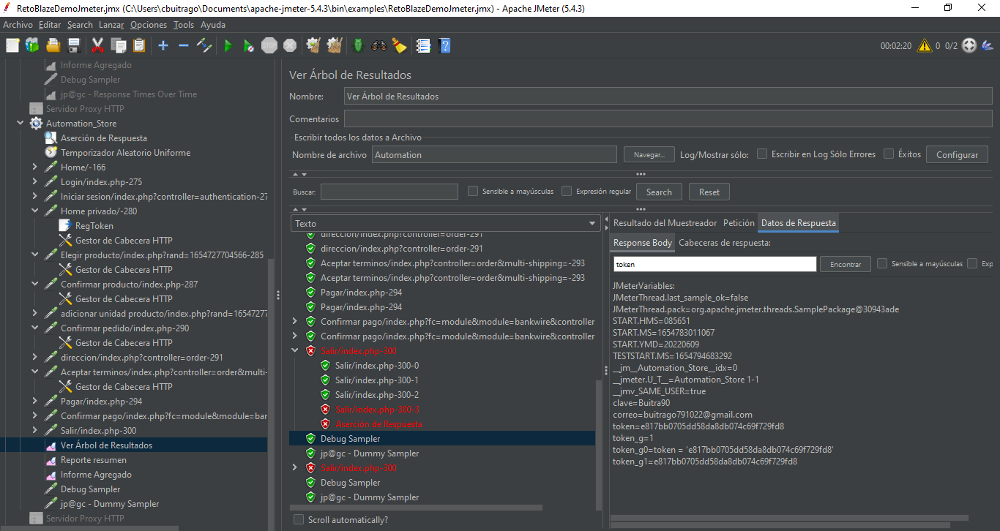 RetoBlazeDemoJmeter.jmx (C:\Users\cbuitrago\Documents\apache-jmeter-5.4.3\bin\examples\RetoBlazeDemoJmeter.jmx) - Apache JMeter (5.4.3)
Archivo Editar Search Lanzar Opciones Tools Ayuda
00:02:20 0 0/2
Informe Agregado
Debug Sampler
jp@gc - Response Times Over Time
Servidor Proxy HTTP
Automation_Store
Aserción de Respuesta
Temporizador Aleatorio Uniforme
Home/-166
Login/index.php-275
Iniciar sesion/index.php?controller=authentication-27
Home privado/-280
RegToken
Gestor de Cabecera HTTP
Elegir producto/index.php?rand=1654727704566-285
Gestor de Cabecera HTTP
Confirmar producto/index.php-287
Gestor de Cabecera HTTP
adicionar unidad producto/index.php?rand=16547277
Confirmar pedido/index.php-290
Gestor de Cabecera HTTP
direccion/index.php?controller=order-291
Aceptar terminos/index.php?controller=order&multi-
Gestor de Cabecera HTTP
Pagar/index.php-294
Confirmar pago/index.php?fc=module&module=bar
Salir/index.php-300
Ver Árbol de Resultados
Reporte resumen
Informe Agregado
Debug Sampler
jp@gc - Dummy Sampler
Servidor Proxy HTTP
Ver Árbol de Resultados
Nombre: Ver Árbol de Resultados
Comentarios
Escribir todos los datos a Archivo
Nombre de archivo Automation Navegar... Log/Mostrar sólo: Escribir en Log Sólo Errores Éxitos Configurar
Buscar: Sensible a mayúsculas Expresión regular Search Reset
Texto
direccion/index.php?controller=order-291
direccion/index.php?controller=order-291
Aceptar terminos/index.php?controller=order&multi-shipping=-293
Aceptar terminos/index.php?controller=order&multi-shipping=-293
Pagar/index.php-294
Pagar/index.php-294
Confirmar pago/index.php?fc=module&module=bankwire&controller
Confirmar pago/index.php?fc=module&module=bankwire&controller
Salir/index.php-300
Salir/index.php-300-0
Salir/index.php-300-1
Salir/index.php-300-2
Salir/index.php-300-3
Aserción de Respuesta
Debug Sampler
jp@gc - Dummy Sampler
Salir/index.php-300
Debug Sampler
jp@gc - Dummy Sampler
Scroll automatically?
Resultado del Muestreador Petición Datos de Respuesta
Response Body Cabeceras de respuesta:
token Encontrar Sensible a mayúsculas Exp
JMeterVariables:
JMeterThread.last_sample_ok=false
JMeterThread.pack=org.apache.jmeter.threads.SamplePackage@30943ade
START.HMS=085651
START.MS=1654783011067
START.YMD=20220609
TESTSTART.MS=1654794683292
__jm__Automation_Store__idx=0
__jmeter.U_T__=Automation_Store 1-1
__jmv_SAME_USER=true
clave=Buitra90
correo=buitrago791022@gmail.com
token=e817bb0705dd58da8db074c69f729fd8
token_g=1
token_g0=token = 'e817bb0705dd58da8db074c69f729fd8'
token_g1=e817bb0705dd58da8db074c69f729fd8